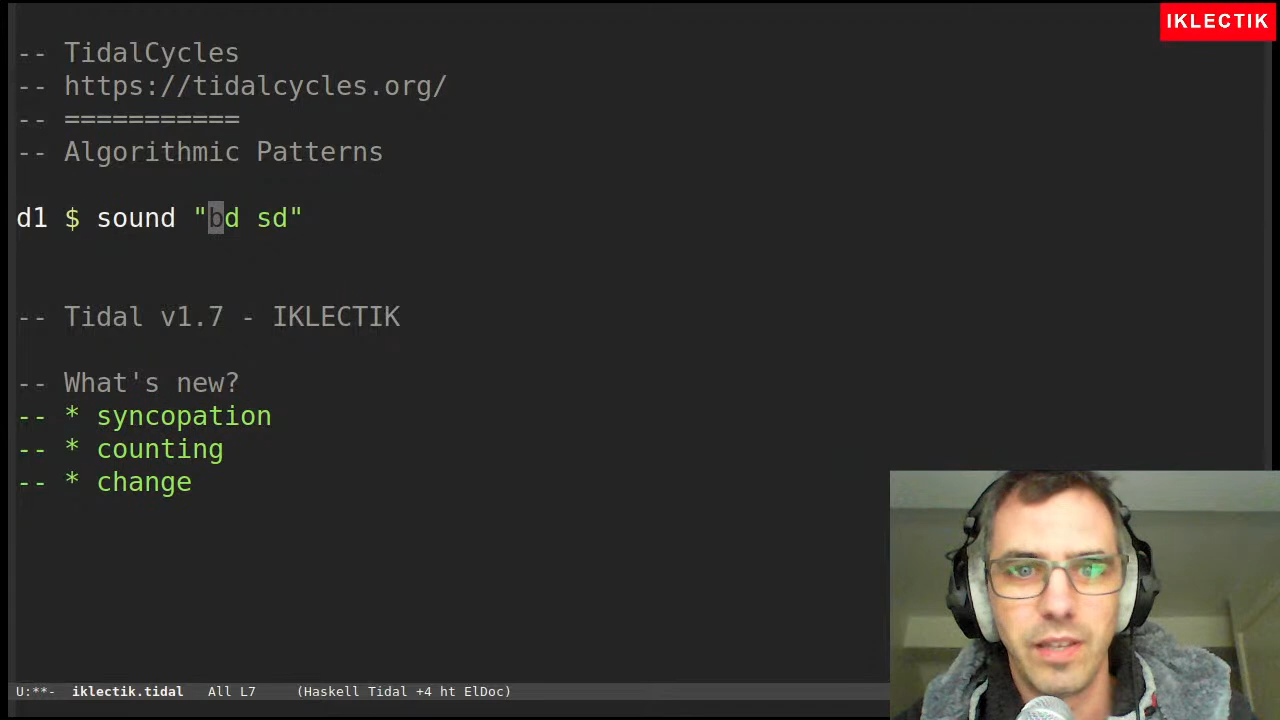 IKLECTIK
-- TidalCycles
-- https://tidalcycles.org/
-- ===========
-- Algorithmic Patterns
d1 $ sound "bd sd"
-- Tidal v1.7 - IKLECTIK
-- What's new?
-- * syncopation
-- * counting
-- * change
U:**- iklectik.tidal All L7 (Haskell Tidal +4 ht ElDoc)